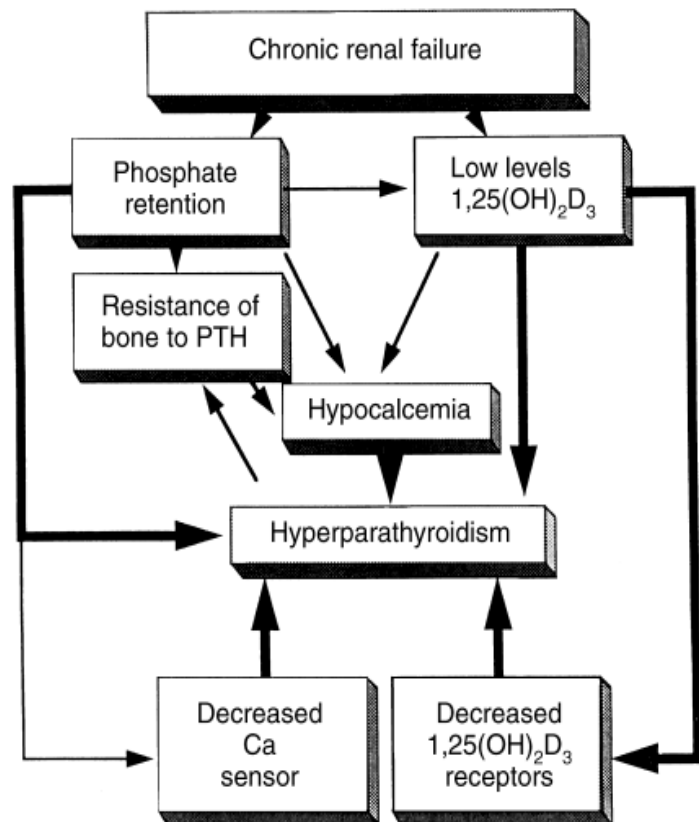 Chronic renal failure
Phosphate
retention
Low levels
1,25(OH)₂D₃
Resistance of
bone to PTH
Hypocalcemia
Hyperparathyroidism
Decreased
Ca
sensor
Decreased
1,25(OH)₂D₃
receptors